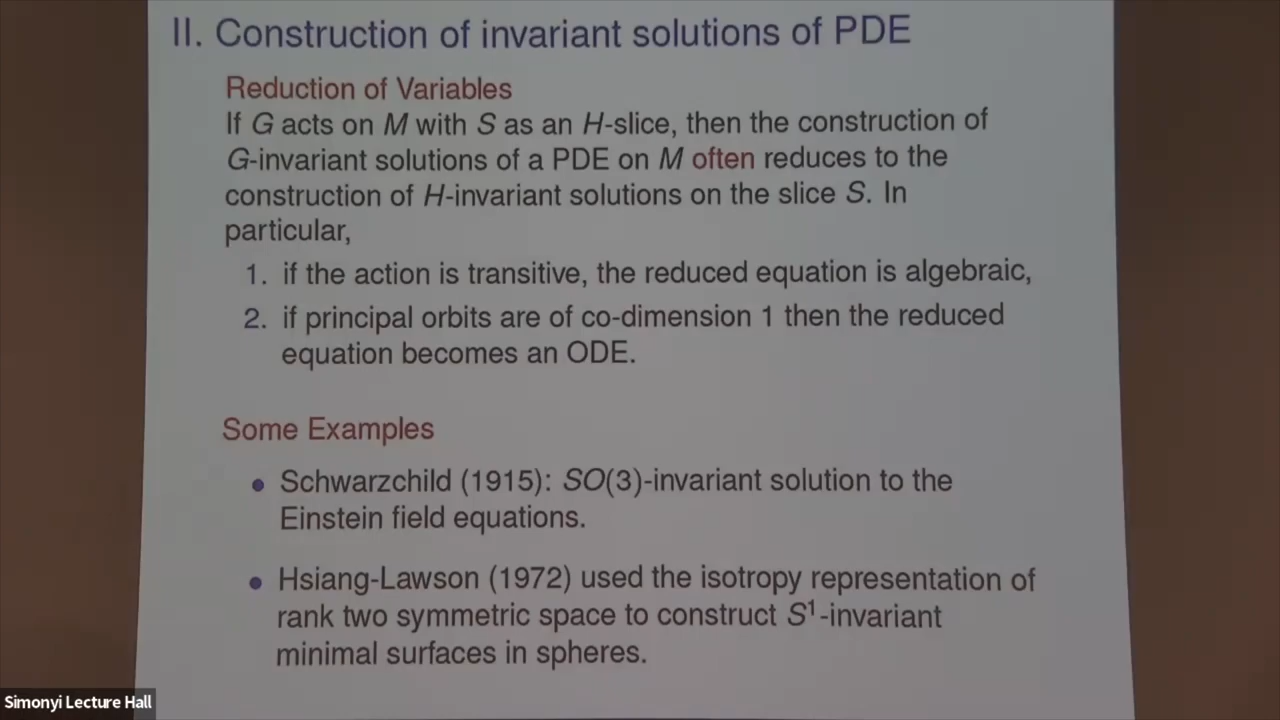 II. Construction of invariant solutions of PDE
Reduction of Variables
If G acts on M with S as an H-slice, then the construction of
G-invariant solutions of a PDE on M often reduces to the
construction of H-invariant solutions on the slice S. In
particular,
1. if the action is transitive, the reduced equation is algebraic,
2. if principal orbits are of co-dimension 1 then the reduced
equation becomes an ODE.
Some Examples
• Schwarzchild (1915): SO(3)-invariant solution to the
Einstein field equations.
• Hsiang-Lawson (1972) used the isotropy representation of
rank two symmetric space to construct S¹-invariant
minimal surfaces in spheres.
Simonyi Lecture Hall